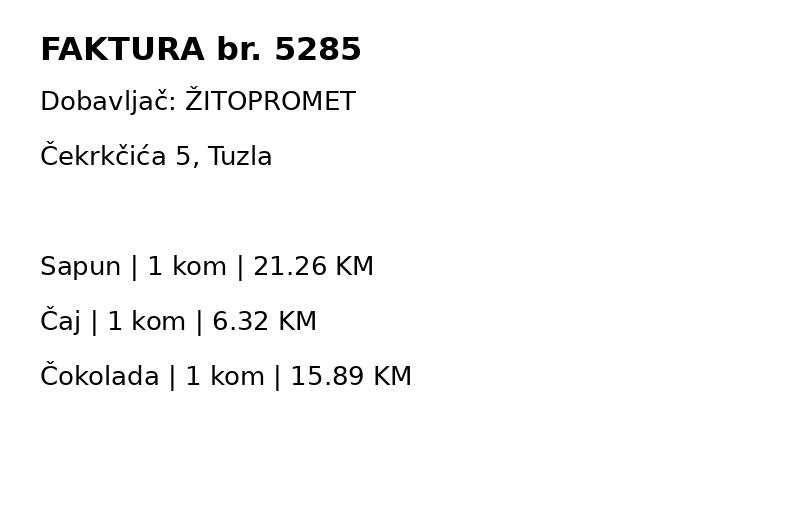 FAKTURA br. 5285
Dobavljač: ŽITOPROMET
Čekrkčića 5, Tuzla
Sapun | 1 kom | 21.26 KM
Čaj | 1 kom | 6.32 KM
Čokolada | 1 kom | 15.89 KM